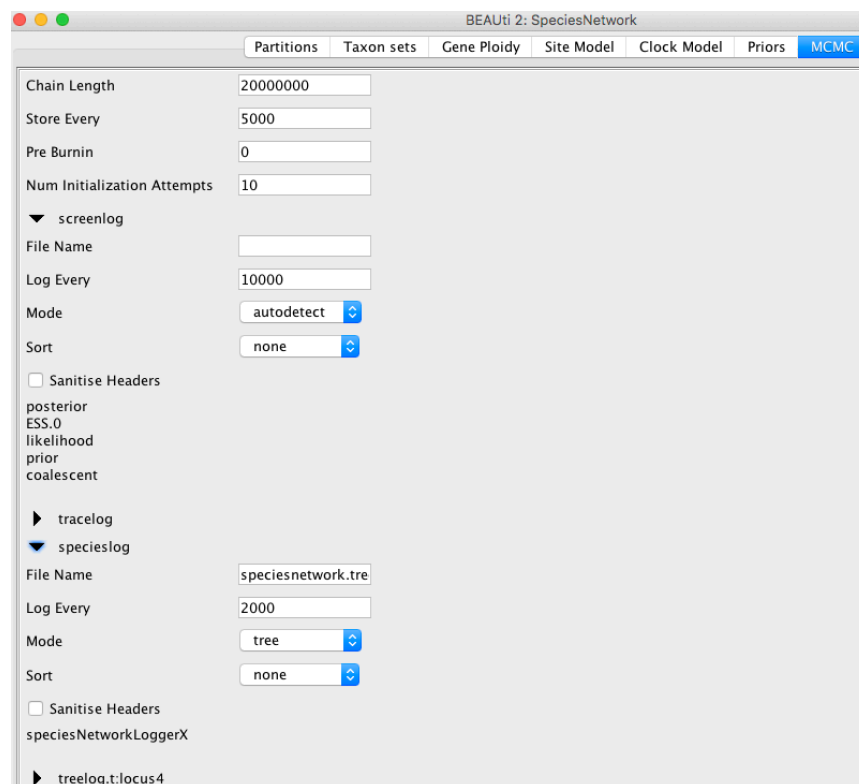 BEAUti 2: SpeciesNetwork
Partitions Taxon sets Gene Ploidy Site Model Clock Model Priors MCMC
Chain Length 20000000
Store Every 5000
Pre Burnin 0
Num Initialization Attempts 10
screenlog
File Name
Log Every 10000
Mode autodetect
Sort none
Sanitise Headers
posterior
ESS.0
likelihood
prior
coalescent
tracelog
specieslog
File Name speciesnetwork.tre
Log Every 2000
Mode tree
Sort none
Sanitise Headers
speciesNetworkLoggerX
treelog.t:locus4